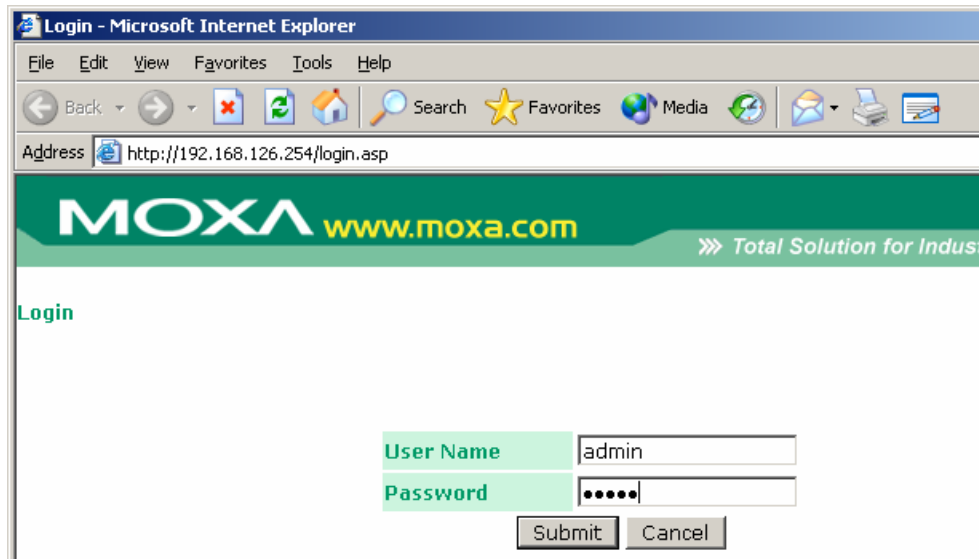 Login - Microsoft Internet Explorer
File Edit View Favorites Tools Help
Back Search Favorites Media
Address http://192.168.126.254/login.asp
MOXA www.moxa.com
Total Solution for
Login
User Name admin
Password •••••
Submit Cancel